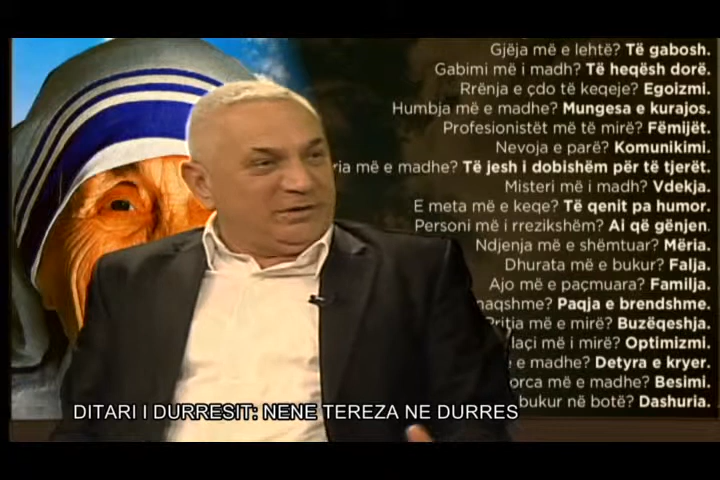 Gjëja më e lehtë? Të gabosh.
Gabimi më i madh? Të heqësh dorë.
Rrënja e çdo të keqeje? Egoizmi.
Humbja më e madhe? Mungesa e kurajos.
Profesionistët më të mirë? Fëmijët.
Nevoja e parë? Komunikimi.
më e madhe? Të jesh i dobishëm për të tjerët.
Misteri më i madh? Vdekja.
E meta më e keqe? Të qenit pa humor.
Personi më i rrezikshëm? Ai që gënjen.
Ndjenja më e shëmtuar? Mëria.
Dhurata më e bukur? Falja.
Ajo më e paçmuara? Familja.
Paqja e brendshme.
Pritja më e mirë? Buzëqeshja.
më i mirë? Optimizmi.
e madhe? Detyra e kryer.
më e madhe? Besimi.
bukur në botë? Dashuria.
DITARI I DURRESIT: NENE TEREZA NE DURRES